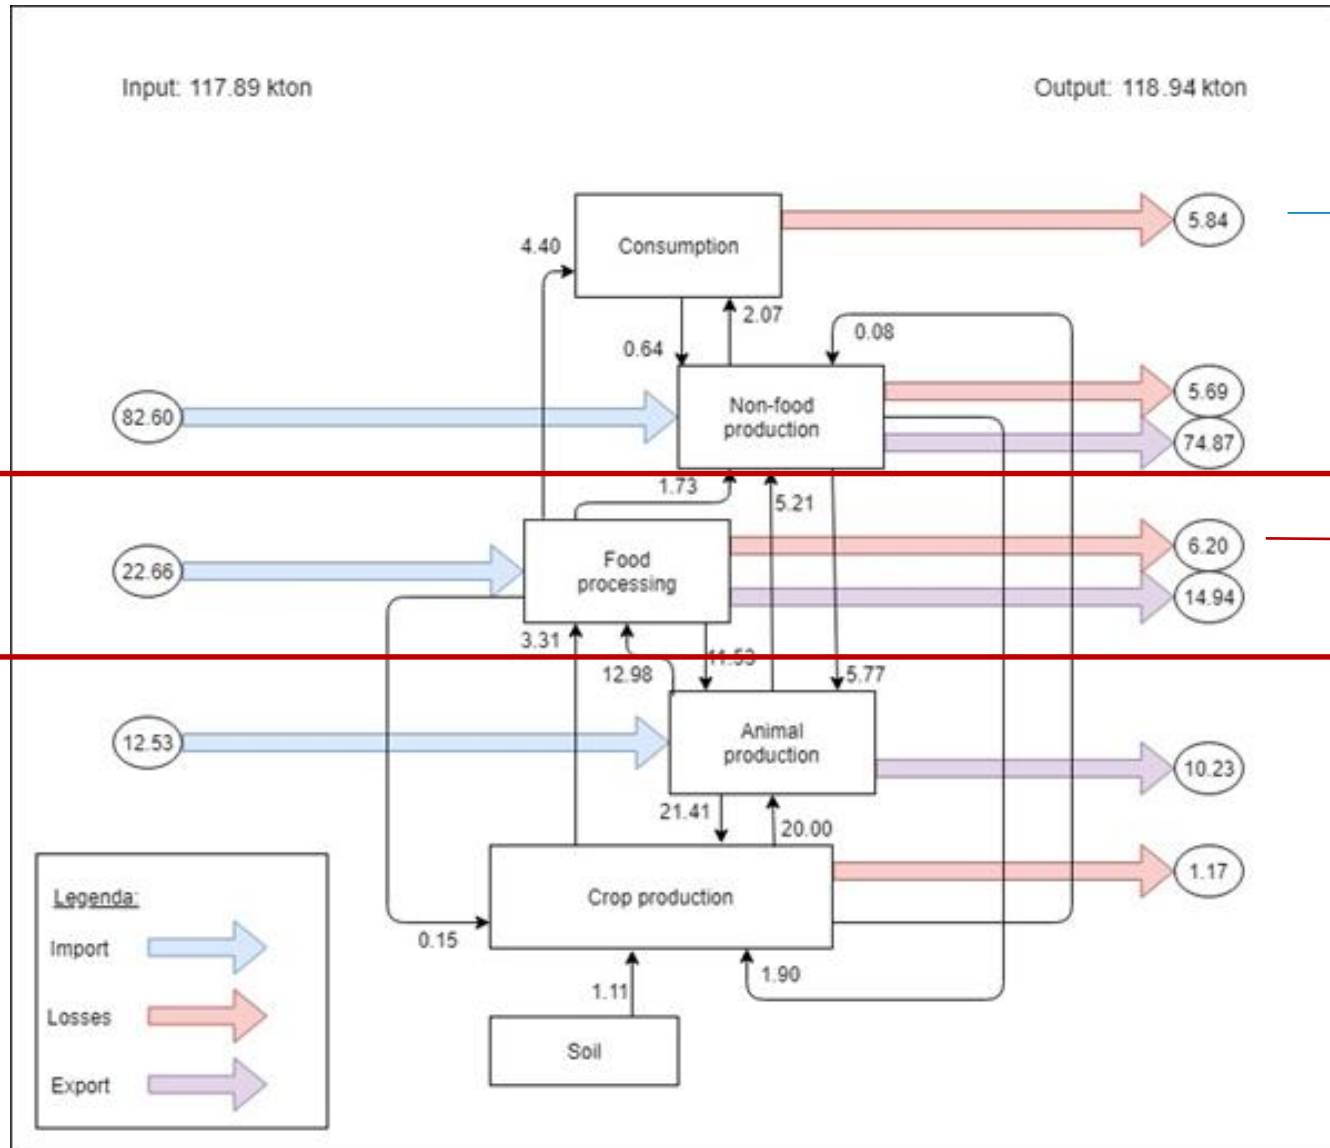 Input: 117.89 kton
Output: 118.94 kton
Consumption
5.84
4.40
2.07
0.64
0.08
82.60
Non-food
production
5.69
74.87
1.73
5.21
22.66
Food
processing
6.20
14.94
3.31
12.98
11.53
5.77
12.53
Animal
production
10.23
21.41
20.00
Crop production
1.17
0.15
1.90
1.11
Soil
Legenda:
Import
Losses
Export